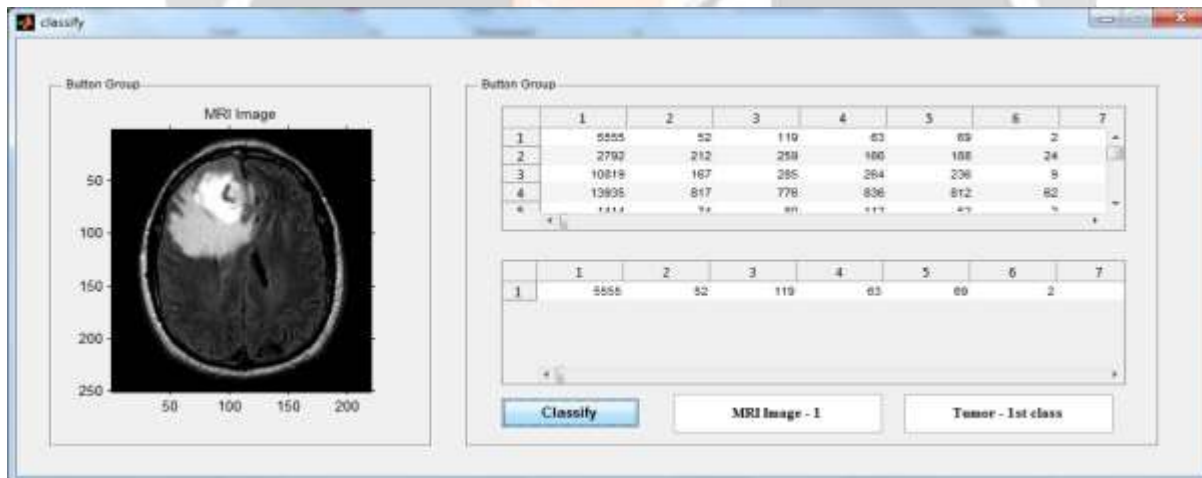 classify
Button Group
MRI Image
50
100
150
200
250
50 100 150 200
Button Group
1 2 3 4 5 6 7
1 5555 52 119 63 69 2
2 2792 212 259 186 188 24
3 10819 167 285 264 236 9
4 13935 817 776 836 812 62
1 2 3 4 5 6 7
1 5555 52 119 63 69 2
Classify MRI Image - 1 Tumor - 1st class